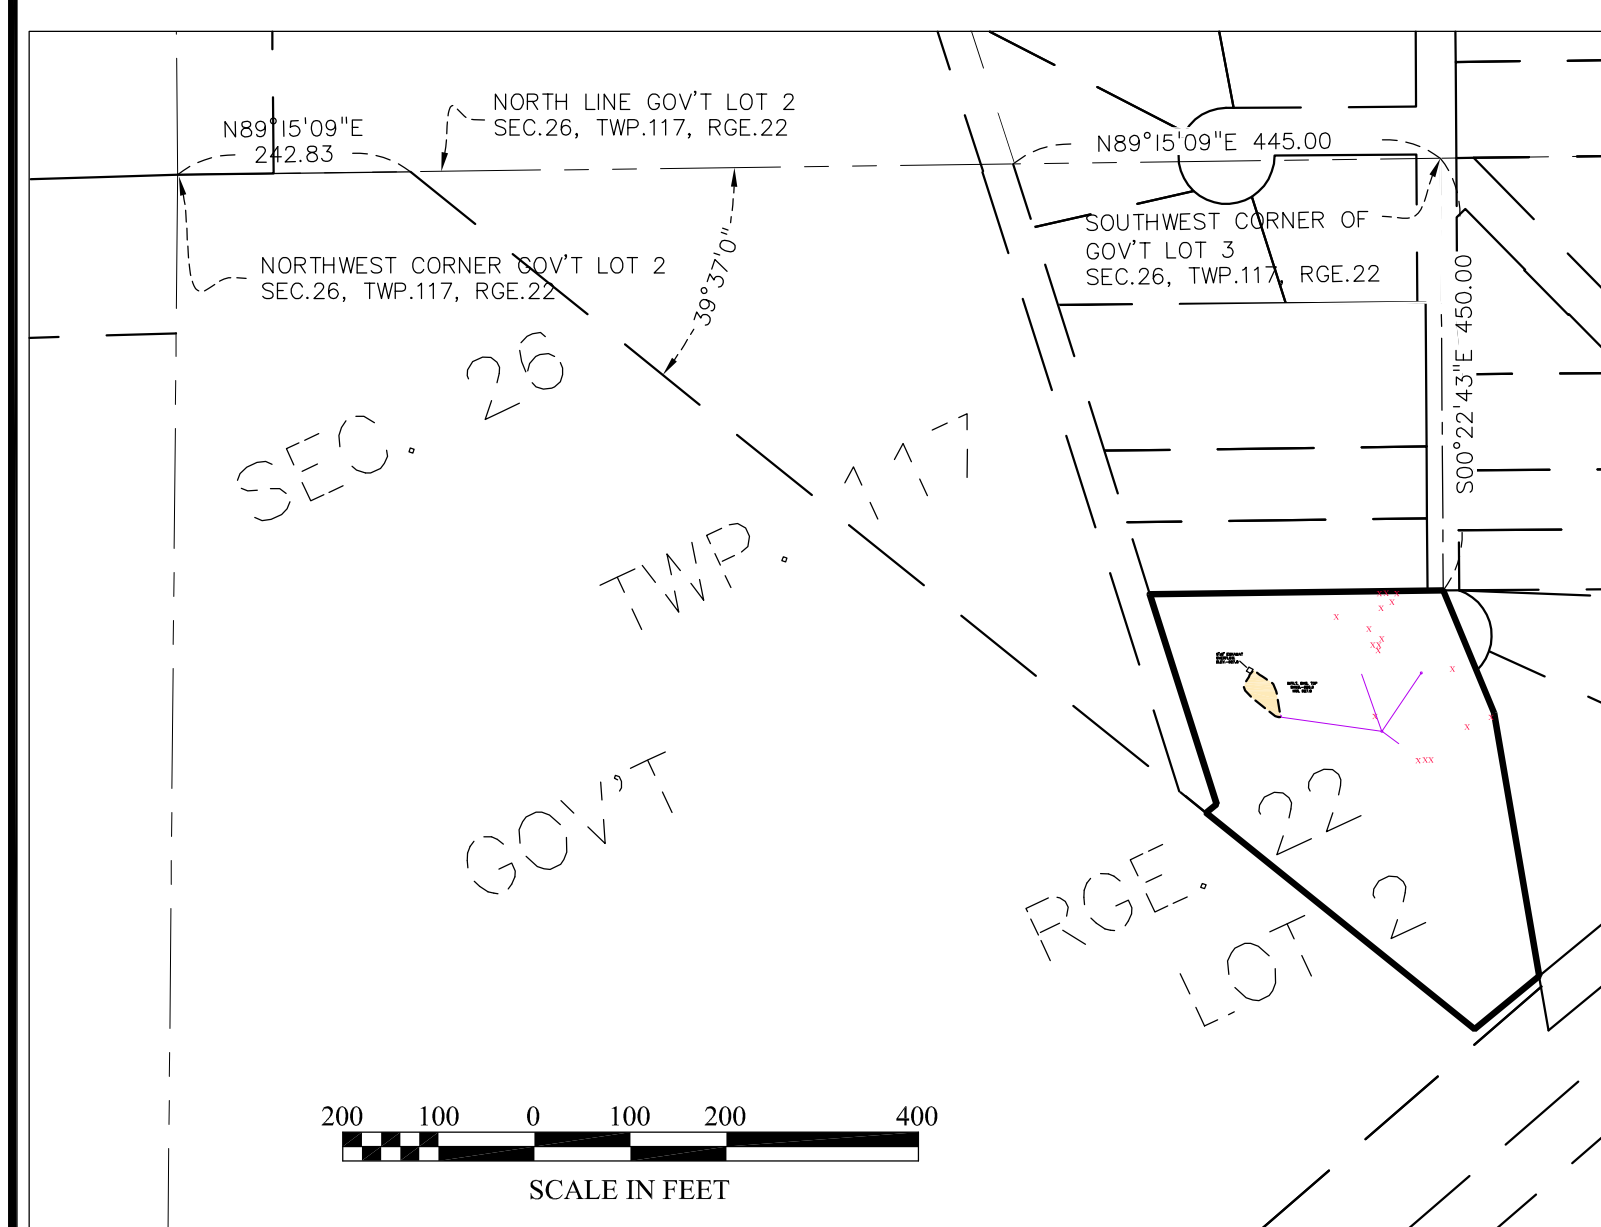 NORTH LINE GOV'T LOT 2
SEC.26, TWP.117, RGE.22
N89°15'09"E
242.83
N89°15'09"E 445.00
SOUTHWEST CORNER OF
GOV'T LOT 3
SEC.26, TWP.117, RGE.22
NORTHWEST CORNER GOV'T LOT 2
SEC.26, TWP.117, RGE.22
39°37'0"
S00°22'43"E 450.00
SEC. 26
TWP. 117
GOV'T
RGE. 22
LOT 2
x x x
x
x
x
x
x
x x
x
x
x
x
x
x x x
200 100 0 100 200 400
SCALE IN FEET